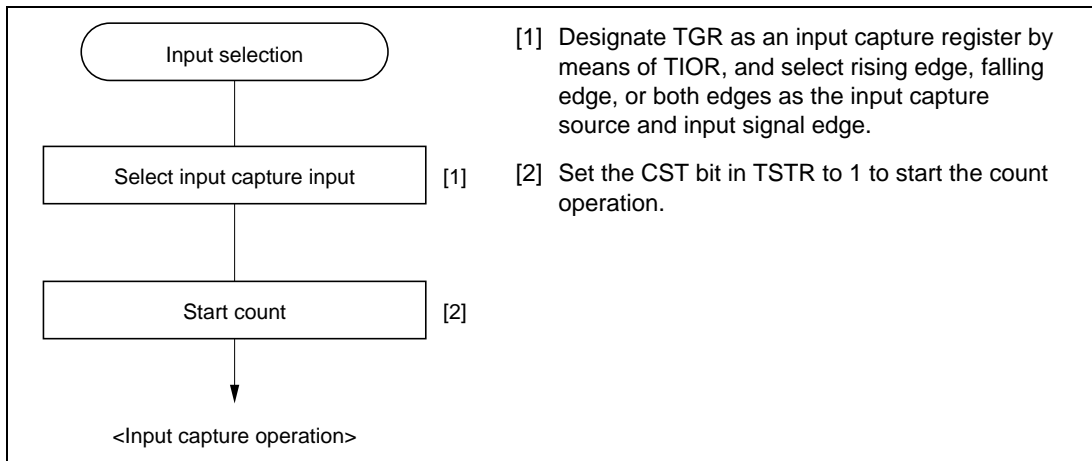 Input selection
Select input capture input
[1]
Start count
[2]
<Input capture operation>
[1] Designate TGR as an input capture register by
means of TIOR, and select rising edge, falling
edge, or both edges as the input capture
source and input signal edge.
[2] Set the CST bit in TSTR to 1 to start the count
operation.